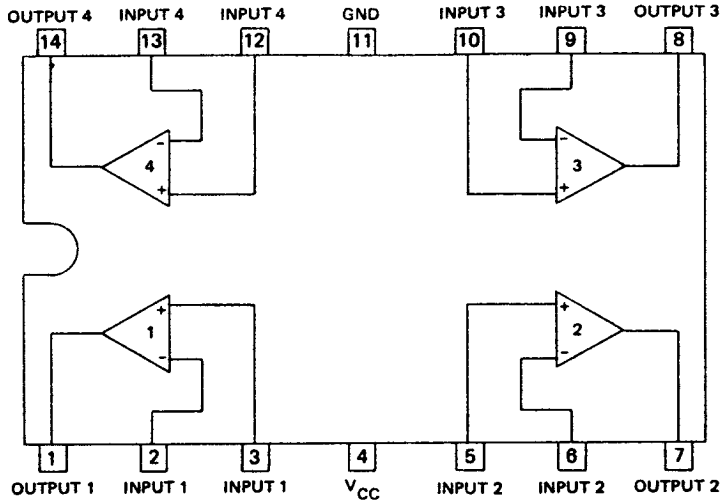 OUTPUT 4 INPUT 4 INPUT 4 GND INPUT 3 INPUT 3 OUTPUT 3
14 13 12 11 10 9 8
- -
4 3
+ +
+ +
1 2
- -
1 2 3 4 5 6 7
OUTPUT 1 INPUT 1 INPUT 1 VCC INPUT 2 INPUT 2 OUTPUT 2